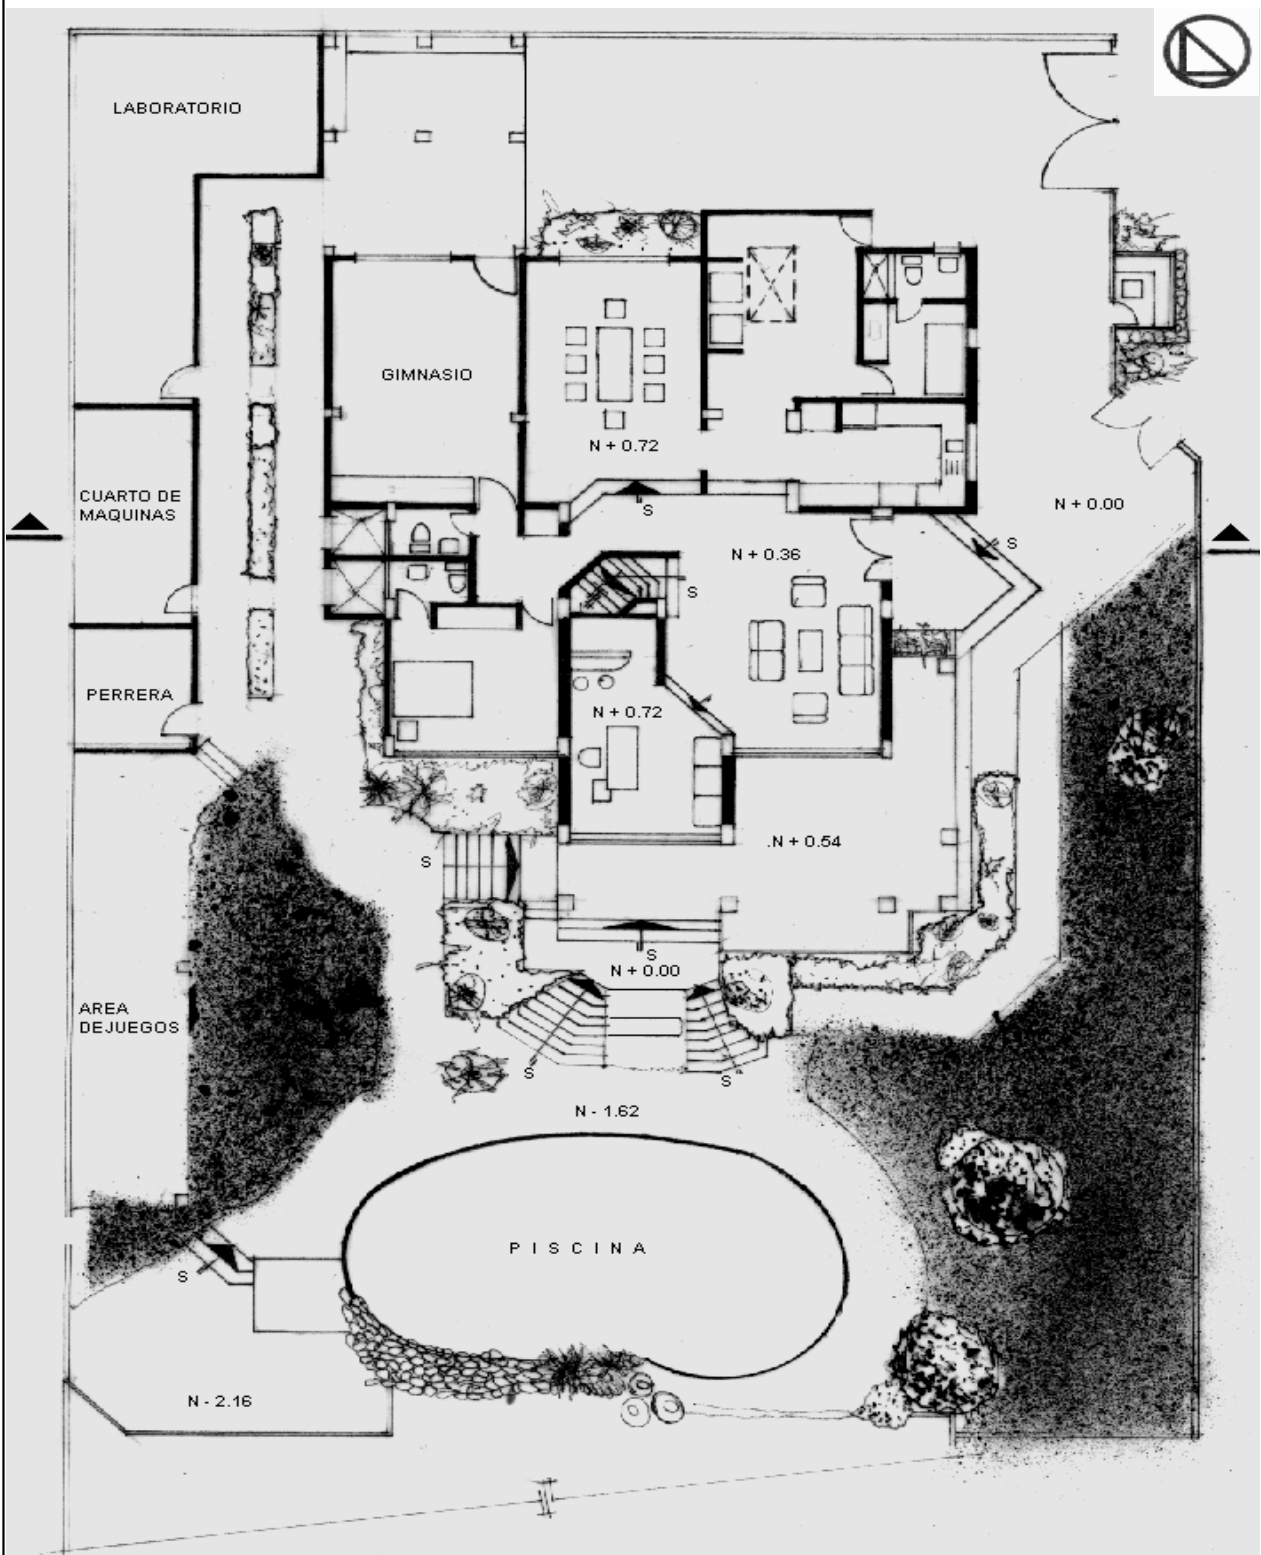 LABORATORIO
GIMNASIO
N + 0.72
CUARTO DE
MAQUINAS
N + 0.00
S
S
N + 0.36
S
PERRERA
N + 0.72
.N + 0.54
S
S
N + 0.00
AREA
DEJUEGOS
S
S
N - 1.62
PISCINA
S
N - 2.16